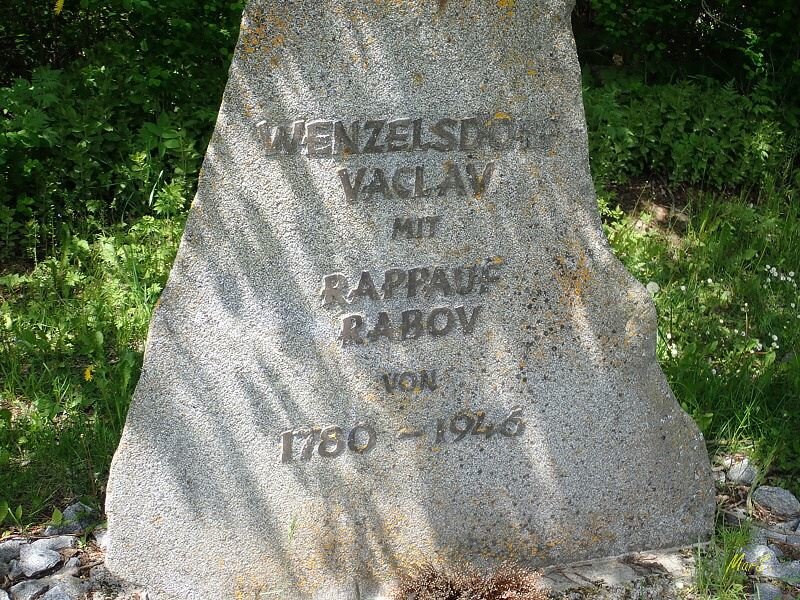 WENZELSDORF
VACLAV
MIT
RAPPAUF
RABOV
VON
1780 - 1946